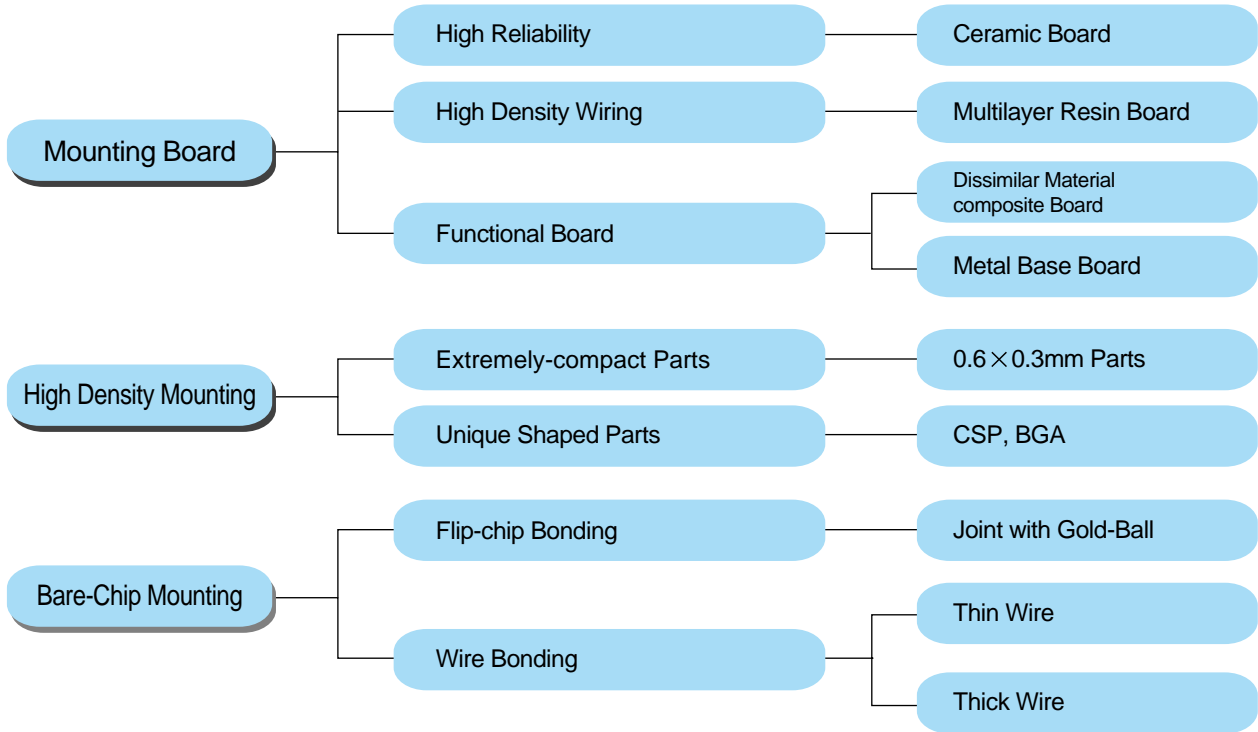 Mounting Board
High Reliability
Ceramic Board
High Density Wiring
Multilayer Resin Board
Functional Board
Dissimilar Material
composite Board
Metal Base Board
High Density Mounting
Extremely-compact Parts
0.6×0.3mm Parts
Unique Shaped Parts
CSP, BGA
Bare-Chip Mounting
Flip-chip Bonding
Joint with Gold-Ball
Wire Bonding
Thin Wire
Thick Wire